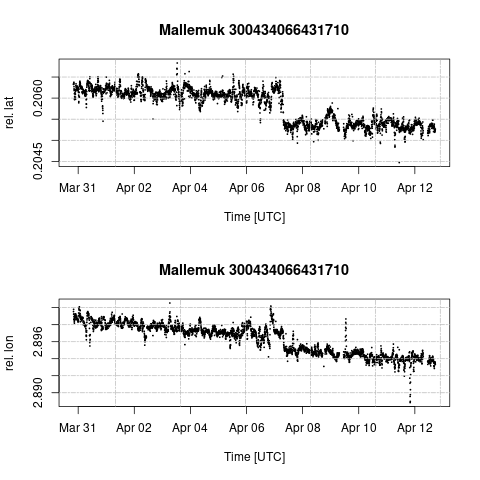 Mallemuk 300434066431710
rel. lat
0.2060
0.2045
Mar 31 Apr 02 Apr 04 Apr 06 Apr 08 Apr 10 Apr 12
Time [UTC]
Mallemuk 300434066431710
rel. lon
2.896
2.890
Mar 31 Apr 02 Apr 04 Apr 06 Apr 08 Apr 10 Apr 12
Time [UTC]